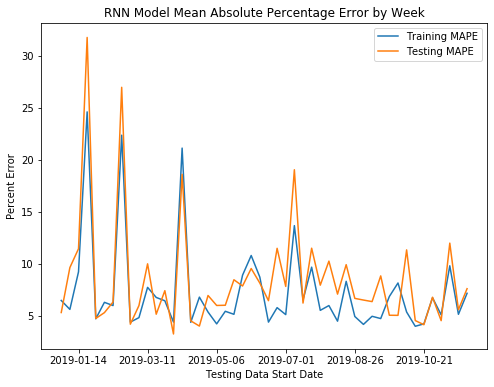 RNN Model Mean Absolute Percentage Error by Week
Training MAPE
Testing MAPE
Percent Error
30
25
20
15
10
5
2019-01-14 2019-03-11 2019-05-06 2019-07-01 2019-08-26 2019-10-21
Testing Data Start Date